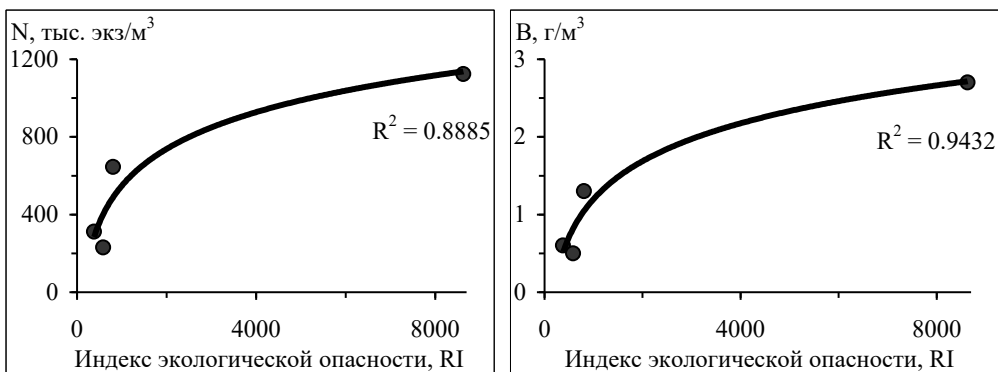 N, тыс. экз/м³
1200
800
400
0
R² = 0.8885
0
4000
8000
Индекс экологической опасности, RI
B, г/м³
3
2
1
0
R² = 0.9432
0
4000
8000
Индекс экологической опасности, RI